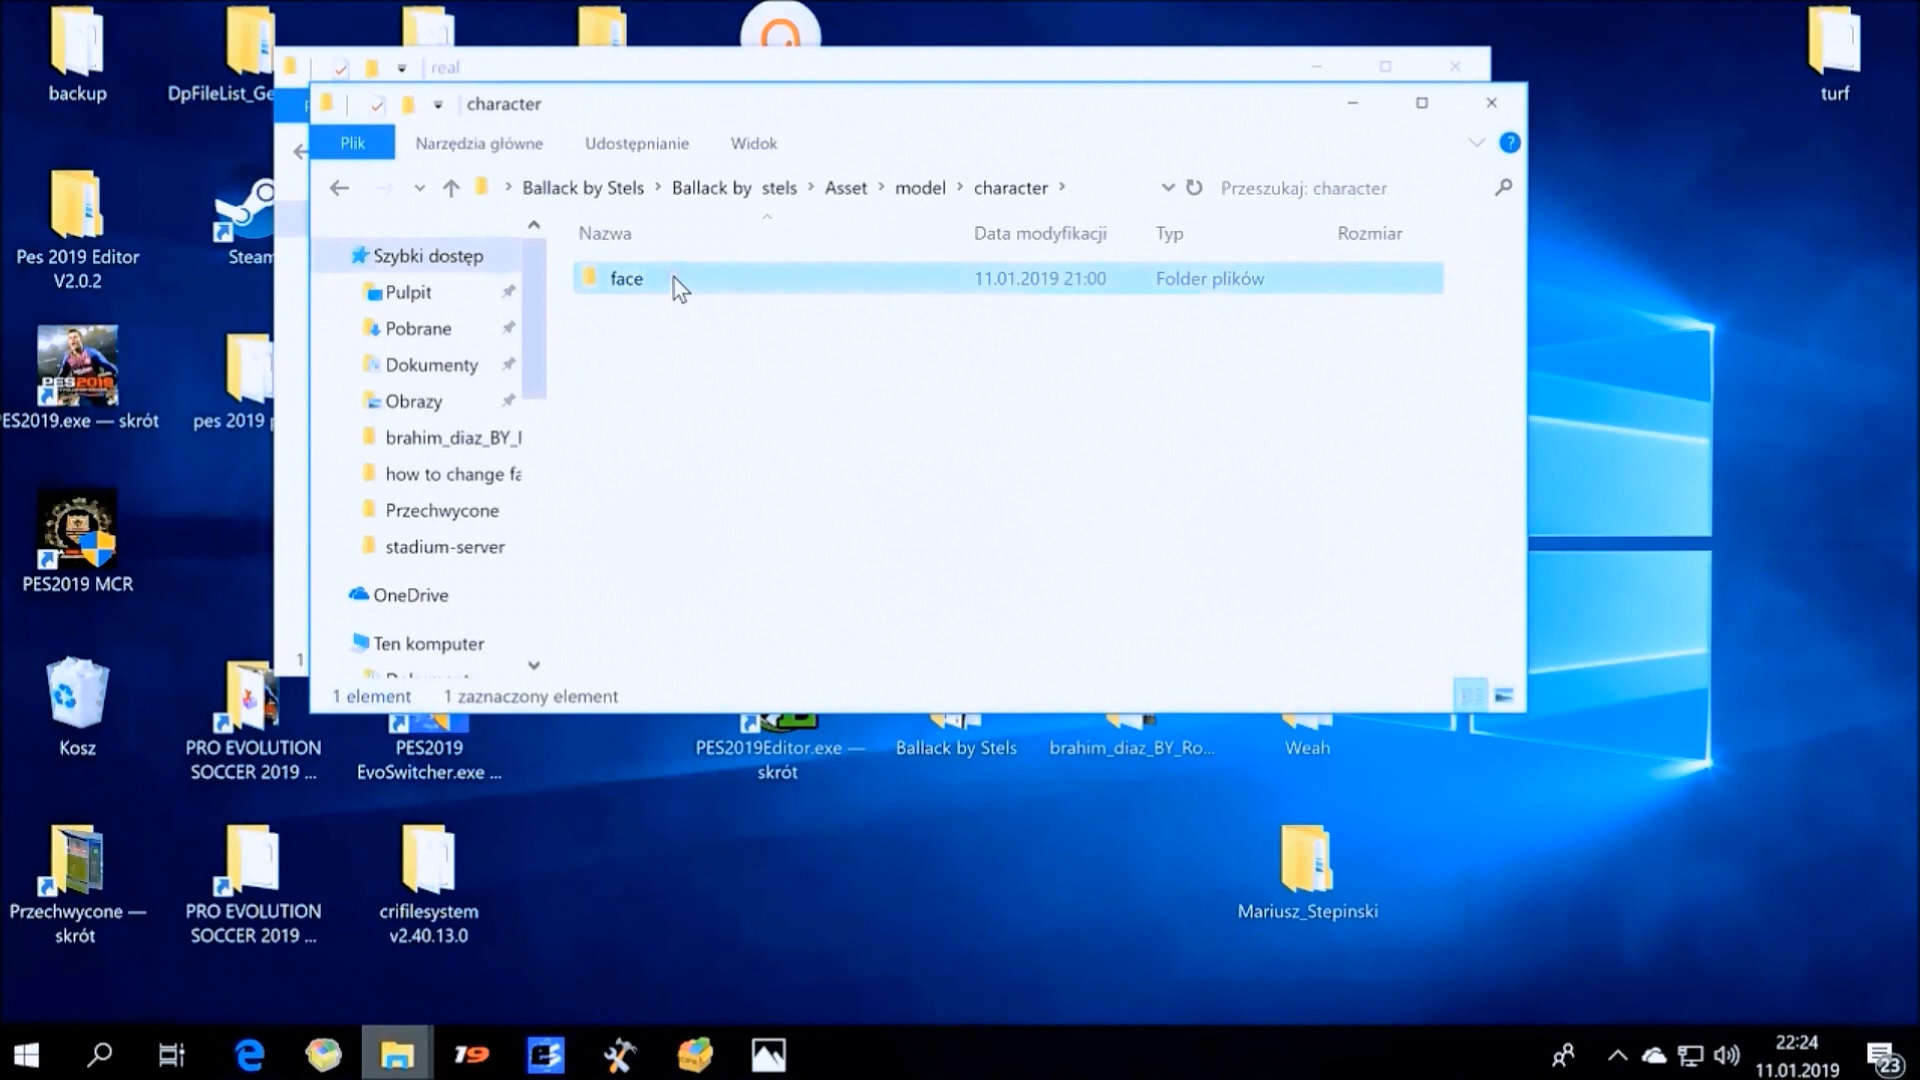 backup
DpFileList_Ge
turf
real
character
Plik
Narzędzia główne
Udostępnianie
Widok
Ballack by Stels
Ballack by stels
Asset
model
character
Przeszukaj: character
Nazwa
Data modyfikacji
Typ
Rozmiar
face
11.01.2019 21:00
Folder plików
Szybki dostęp
Pulpit
Pobrane
Dokumenty
Obrazy
brahim_diaz_BY_
how to change fa
Przechwycone
stadium-server
OneDrive
Ten komputer
1
1 element
1 zaznaczony element
Pes 2019 Editor
V2.0.2
Steam
PES2019
ES2019.exe — skrót
pes 2019 p
PES2019 MCR
Kosz
PRO EVOLUTION
SOCCER 2019 ...
PES2019
EvoSwitcher.exe ...
PES2019Editor.exe —
skrót
Ballack by Stels
brahim_diaz_BY_Ro...
Weah
Przechwycone —
skrót
PRO EVOLUTION
SOCCER 2019 ...
crifilesystem
v2.40.13.0
Mariusz_Stepinski
19
22:24
11.01.2019
23